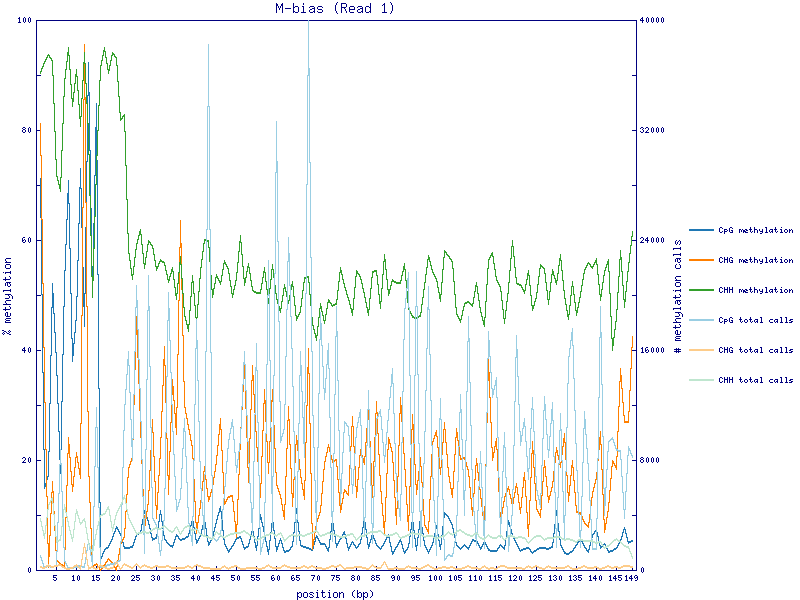 M-bias (Read 1)
100
80
60
40
20
0
% methylation
40000
32000
24000
16000
8000
0
# methylation calls
5 10 15 20 25 30 35 40 45 50 55 60 65 70 75 80 85 90 95 100 105 110 115 120 125 130 135 140 145 149
position (bp)
CpG methylation
CHG methylation
CHH methylation
CpG total calls
CHG total calls
CHH total calls